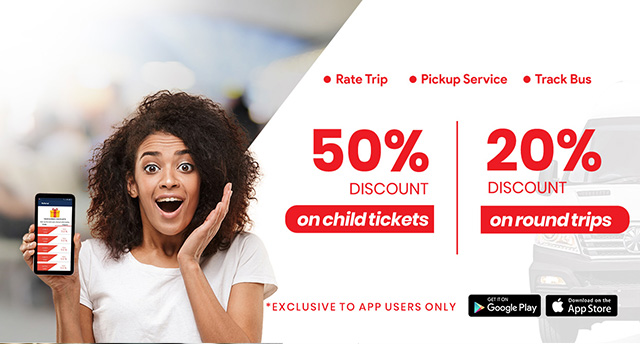 Rate Trip
Pickup Service
Track Bus
50%
DISCOUNT
on child tickets
20%
DISCOUNT
on round trips
*EXCLUSIVE TO APP USERS ONLY
GET IT ON
Google Play
Download on the
App Store